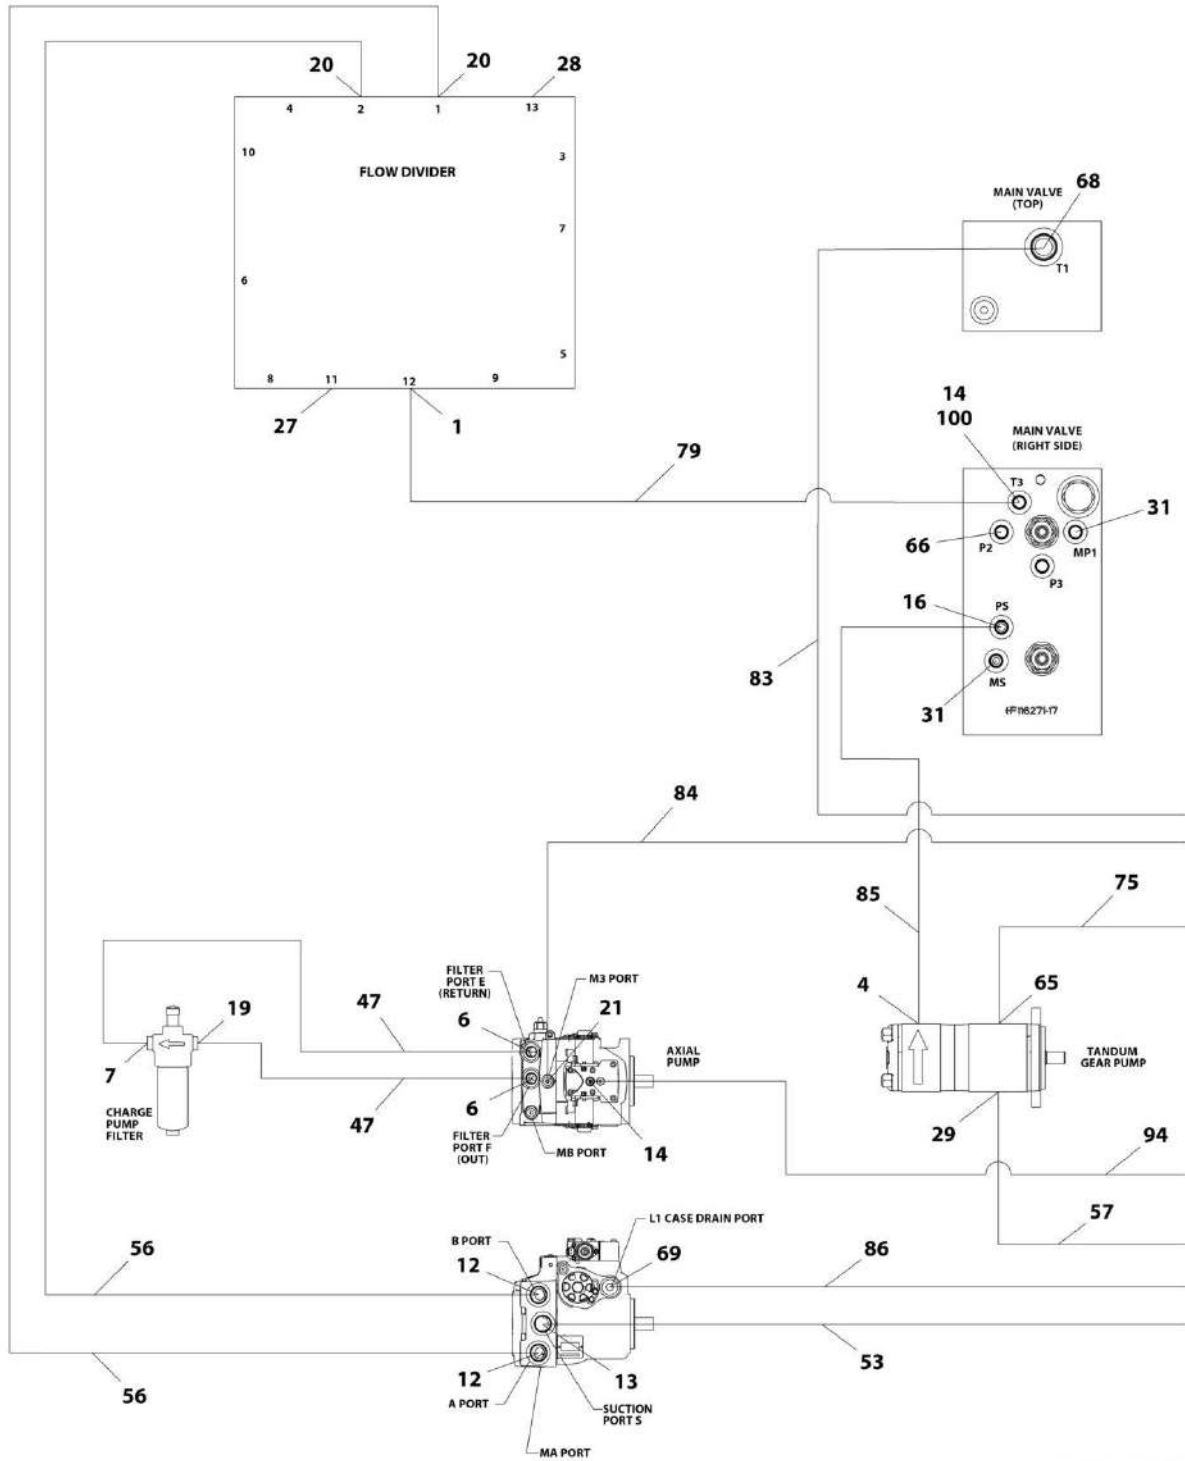 20
20
28
4
2
1
13
10
3
FLOW DIVIDER
7
6
5
8
11
12
9
27
1
MAIN VALVE
(TOP)
68
T1
79
14
100
MAIN VALVE
(RIGHT SIDE)
T3
31
66
P2
MP1
P3
16
PS
83
MS
31
84
85
75
FILTER
PORT E
(RETURN)
M3 PORT
4
65
47
6
21
19
7
AXIAL
PUMP
TANDUM
GEAR PUMP
CHARGE
PUMP
FILTER
47
6
FILTER
PORT F
(OUT)
MB PORT
14
29
94
L1 CASE DRAIN PORT
57
56
B PORT
12
69
86
56
12
13
53
A PORT
SUCTION
PORT S
MA PORT